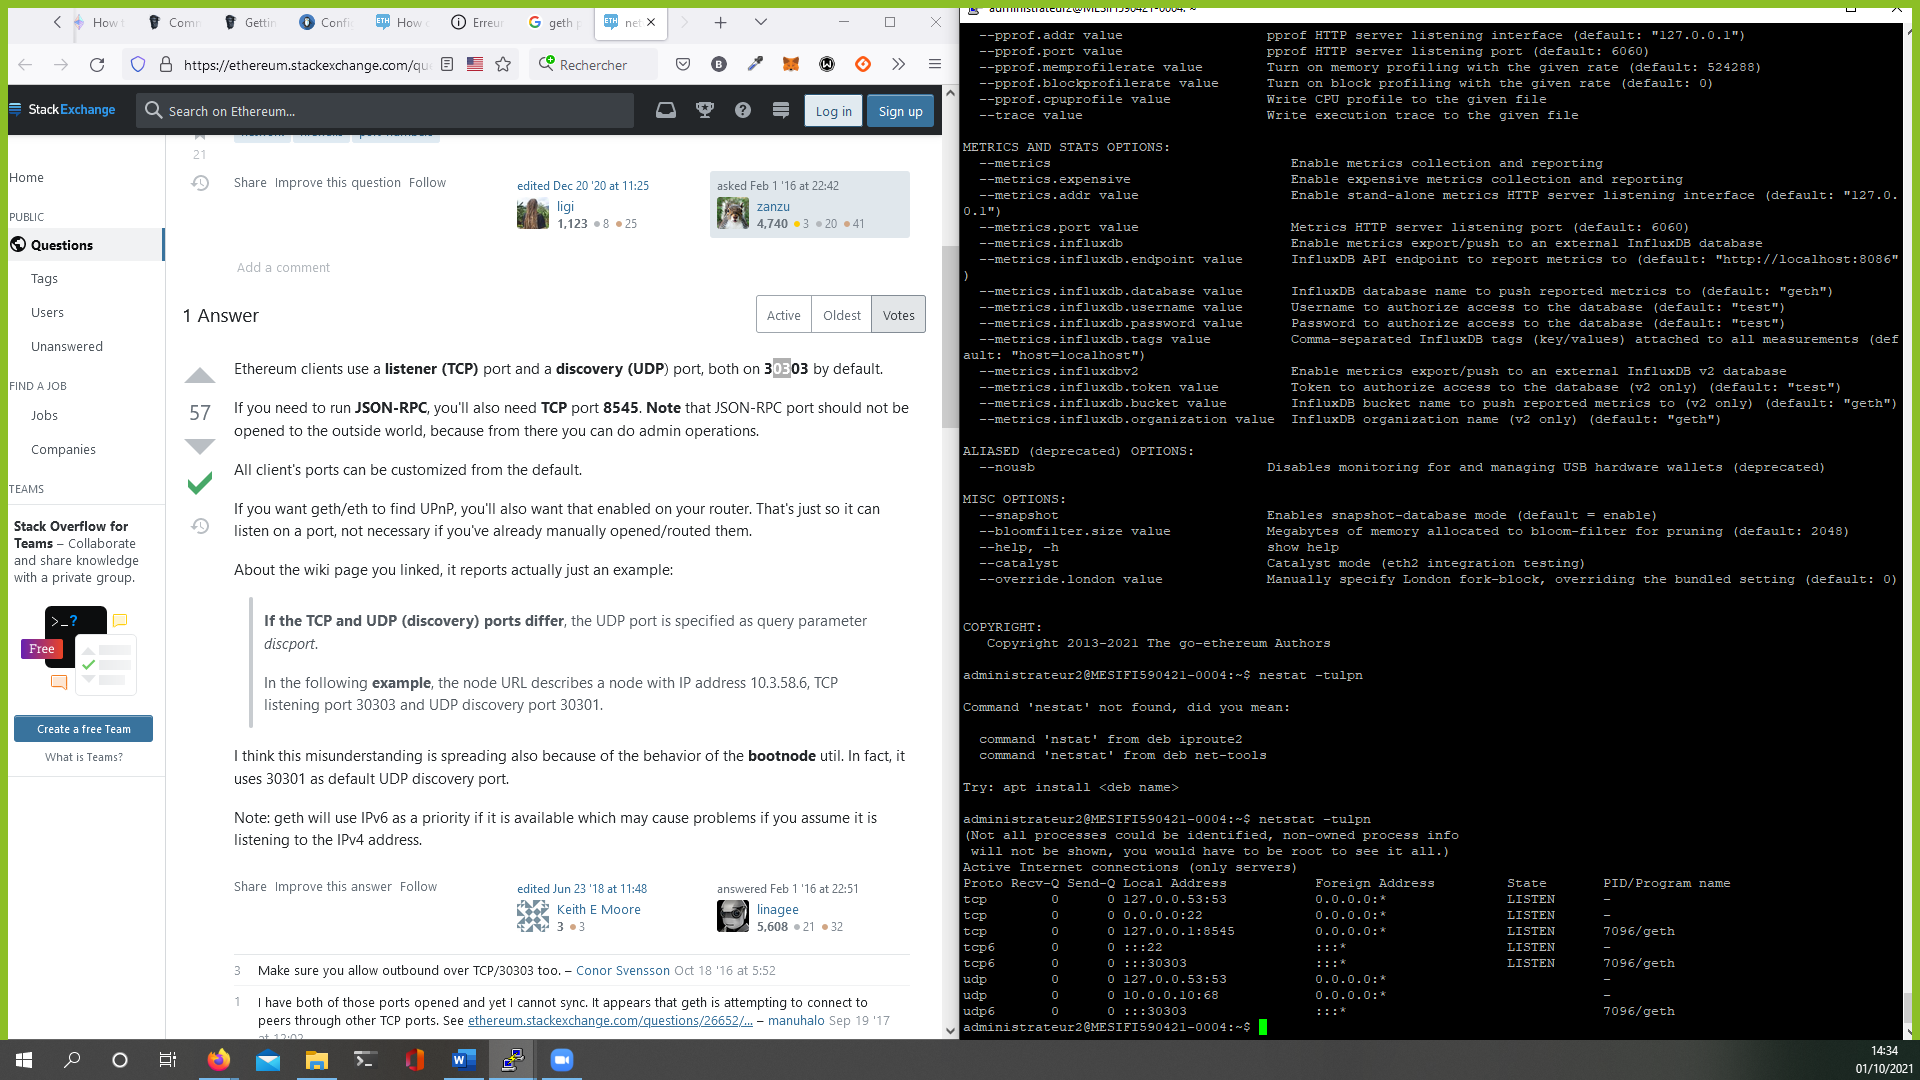 How t
Comm
Gettin
Config
How
Erreur
geth p
net
https://ethereum.stackexchange.com/qu
Rechercher
StackExchange
Search on Ethereum...
Log in
Sign up
21
Share Improve this question Follow
edited Dec 20 '20 at 11:25
ligi
1,123 8 25
asked Feb 1 '16 at 22:42
zanzu
4,740 3 20 41
Add a comment
Home
PUBLIC
Questions
Tags
Users
Unanswered
FIND A JOB
Jobs
Companies
TEAMS
Stack Overflow for
Teams – Collaborate
and share knowledge
with a private group.
>_?
Free
Create a free Team
What is Teams?
1 Answer
Active
Oldest
Votes
57
Ethereum clients use a listener (TCP) port and a discovery (UDP) port, both on 30303 by default.
If you need to run JSON-RPC, you'll also need TCP port 8545. Note that JSON-RPC port should not be
opened to the outside world, because from there you can do admin operations.
All client's ports can be customized from the default.
If you want geth/eth to find UPnP, you'll also want that enabled on your router. That's just so it can
listen on a port, not necessary if you've already manually opened/routed them.
About the wiki page you linked, it reports actually just an example:
If the TCP and UDP (discovery) ports differ, the UDP port is specified as query parameter
discport.
In the following example, the node URL describes a node with IP address 10.3.58.6, TCP
listening port 30303 and UDP discovery port 30301.
I think this misunderstanding is spreading also because of the behavior of the bootnode util. In fact, it
uses 30301 as default UDP discovery port.
Note: geth will use IPv6 as a priority if it is available which may cause problems if you assume it is
listening to the IPv4 address.
Share Improve this answer Follow
edited Jun 23 '18 at 11:48
Keith E Moore
3 3
answered Feb 1 '16 at 22:51
linagee
5,608 21 32
3 Make sure you allow outbound over TCP/30303 too. – Conor Svensson Oct 18 '16 at 5:52
1 I have both of those ports opened and yet I cannot sync. It appears that geth is attempting to connect to
peers through other TCP ports. See ethereum.stackexchange.com/questions/26652/... – manuhalo Sep 19 '17
at 12:02
administrateur2@MESIFI590421-0004: ~
--pprof.addr value pprof HTTP server listening interface (default: "127.0.0.1")
--pprof.port value pprof HTTP server listening port (default: 6060)
--pprof.memprofilerate value Turn on memory profiling with the given rate (default: 524288)
--pprof.blockprofilerate value Turn on block profiling with the given rate (default: 0)
--pprof.cpuprofile value Write CPU profile to the given file
--trace value Write execution trace to the given file
METRICS AND STATS OPTIONS:
--metrics Enable metrics collection and reporting
--metrics.expensive Enable expensive metrics collection and reporting
--metrics.addr value Enable stand-alone metrics HTTP server listening interface (default: "127.0.
0.1")
--metrics.port value Metrics HTTP server listening port (default: 6060)
--metrics.influxdb Enable metrics export/push to an external InfluxDB database
--metrics.influxdb.endpoint value InfluxDB API endpoint to report metrics to (default: "http://localhost:8086"
)
--metrics.influxdb.database value InfluxDB database name to push reported metrics to (default: "geth")
--metrics.influxdb.username value Username to authorize access to the database (default: "test")
--metrics.influxdb.password value Password to authorize access to the database (default: "test")
--metrics.influxdb.tags value Comma-separated InfluxDB tags (key/values) attached to all measurements (def
ault: "host=localhost")
--metrics.influxdbv2 Enable metrics export/push to an external InfluxDB v2 database
--metrics.influxdb.token value Token to authorize access to the database (v2 only) (default: "test")
--metrics.influxdb.bucket value InfluxDB bucket name to push reported metrics to (v2 only) (default: "geth")
--metrics.influxdb.organization value InfluxDB organization name (v2 only) (default: "geth")
ALIASED (deprecated) OPTIONS:
--nousb Disables monitoring for and managing USB hardware wallets (deprecated)
MISC OPTIONS:
--snapshot Enables snapshot-database mode (default = enable)
--bloomfilter.size value Megabytes of memory allocated to bloom-filter for pruning (default: 2048)
--help, -h show help
--catalyst Catalyst mode (eth2 integration testing)
--override.london value Manually specify London fork-block, overriding the bundled setting (default: 0)
COPYRIGHT:
Copyright 2013-2021 The go-ethereum Authors
administrateur2@MESIFI590421-0004:~$ nestat -tulpn
Command 'nestat' not found, did you mean:
command 'nstat' from deb iproute2
command 'netstat' from deb net-tools
Try: apt install <deb name>
administrateur2@MESIFI590421-0004:~$ netstat -tulpn
(Not all processes could be identified, non-owned process info
will not be shown, you would have to be root to see it all.)
Active Internet connections (only servers)
Proto Recv-Q Send-Q Local Address Foreign Address State PID/Program name
tcp 0 0 127.0.0.53:53 0.0.0.0:* LISTEN -
tcp 0 0 0.0.0.0:22 0.0.0.0:* LISTEN -
tcp 0 0 127.0.0.1:8545 0.0.0.0:* LISTEN 7096/geth
tcp6 0 0 :::22 :::* LISTEN -
tcp6 0 0 :::30303 :::* LISTEN 7096/geth
udp 0 0 127.0.0.53:53 0.0.0.0:* -
udp 0 0 10.0.0.10:68 0.0.0.0:* -
udp6 0 0 :::30303 :::* 7096/geth
administrateur2@MESIFI590421-0004:~$
14:34
01/10/2021